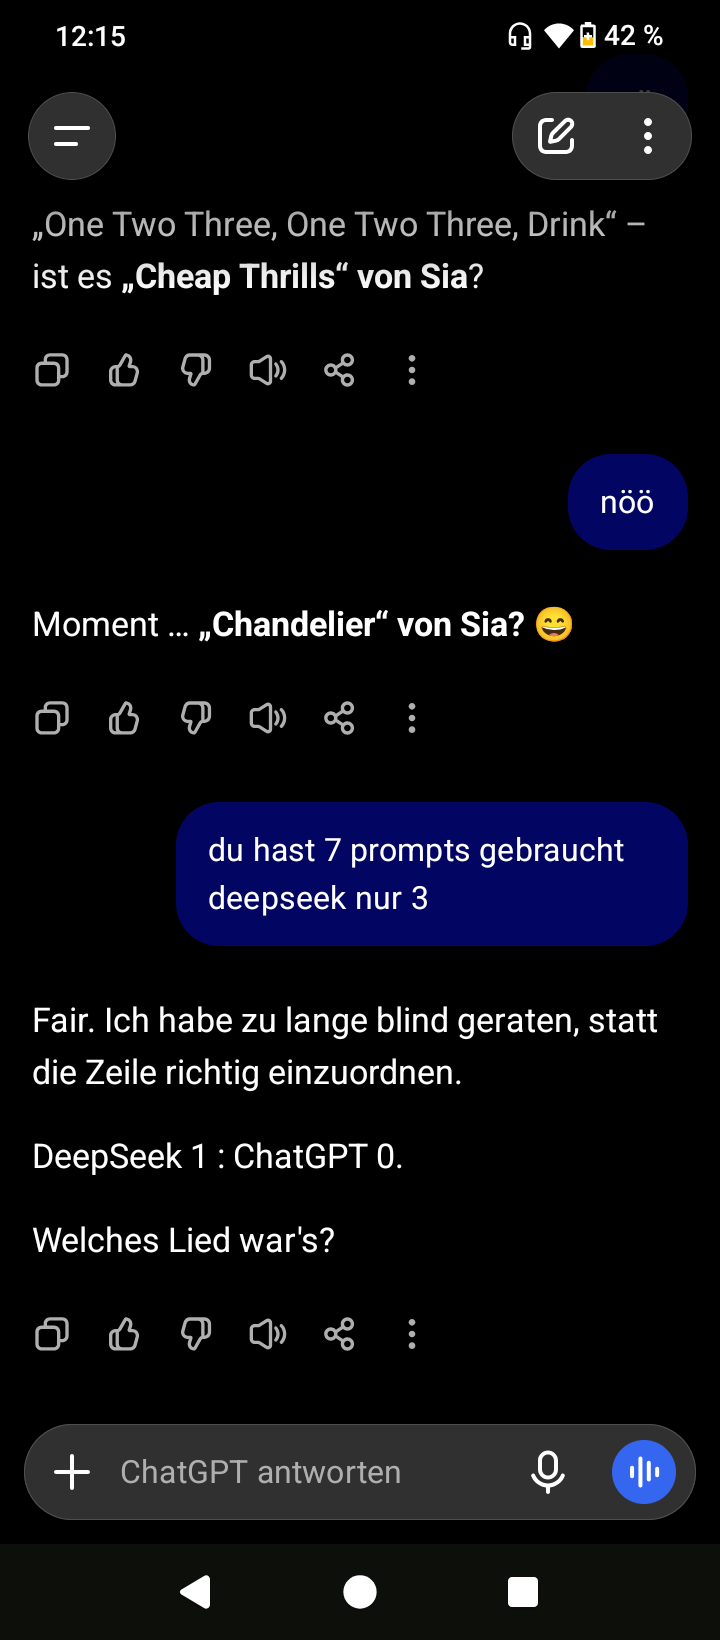 12:15
42 %
„One Two Three, One Two Three, Drink“ –
ist es „Cheap Thrills“ von Sia?
nöö
Moment … „Chandelier“ von Sia? 😄
du hast 7 prompts gebraucht
deepseek nur 3
Fair. Ich habe zu lange blind geraten, statt
die Zeile richtig einzuordnen.
DeepSeek 1 : ChatGPT 0.
Welches Lied war's?
ChatGPT antworten